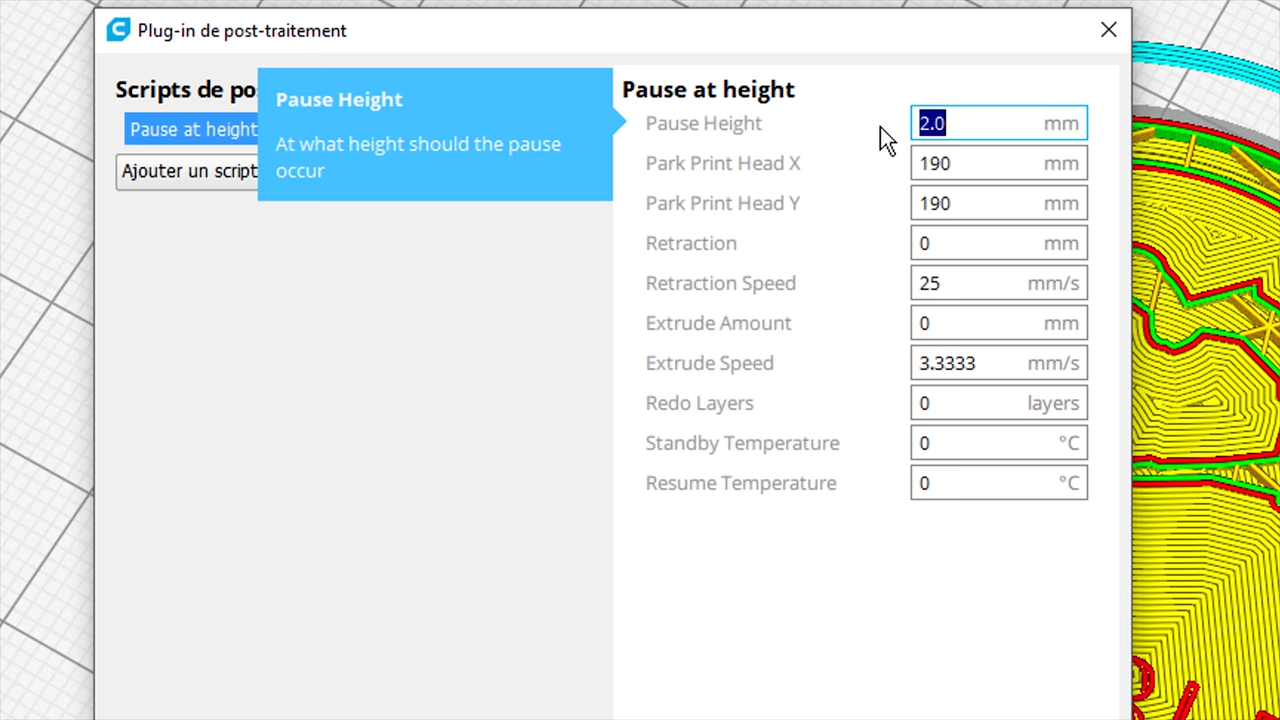 Plug-in de post-traitement
Scripts de po
Pause at height
Ajouter un script
Pause Height
At what height should the pause
occur
Pause at height
Pause Height 2.0 mm
Park Print Head X 190 mm
Park Print Head Y 190 mm
Retraction 0 mm
Retraction Speed 25 mm/s
Extrude Amount 0 mm
Extrude Speed 3.3333 mm/s
Redo Layers 0 layers
Standby Temperature 0 °C
Resume Temperature 0 °C